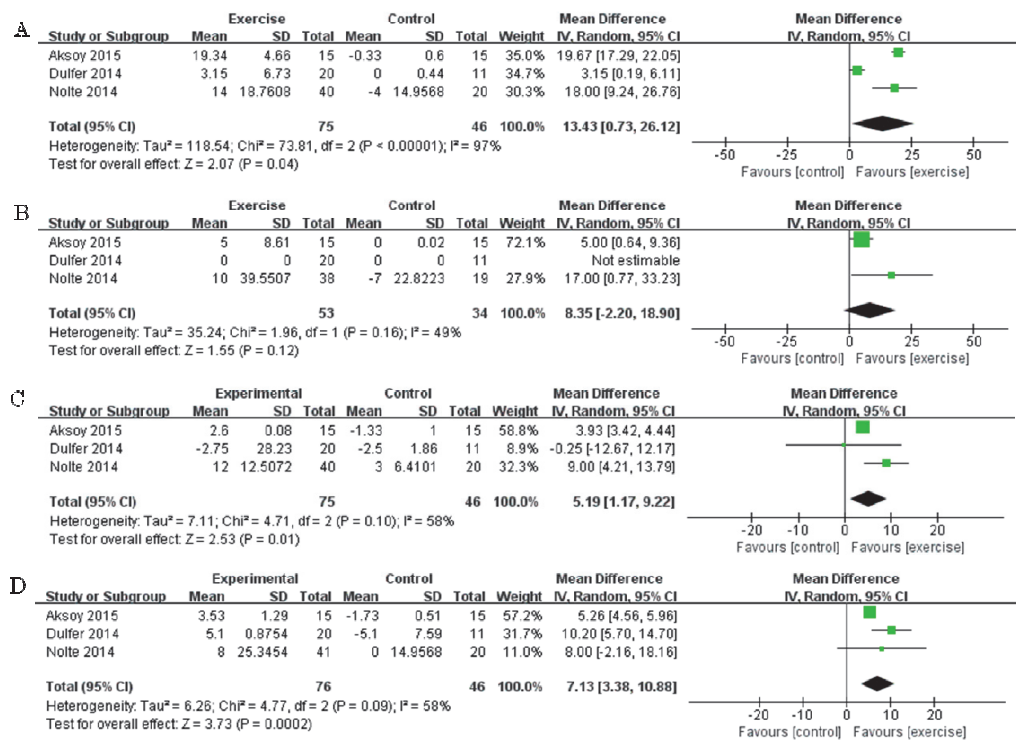 A
Exercise Control Mean Difference Mean Difference
Study or Subgroup Mean SD Total Mean SD Total Weight IV, Random, 95% CI IV, Random, 95% CI
Aksoy 2015 19.34 4.66 15 -0.33 0.6 15 35.0% 19.67 [17.29, 22.05]
Dulfer 2014 3.15 6.73 20 0 0.44 11 34.7% 3.15 [0.19, 6.11]
Nolte 2014 14 18.7608 40 -4 14.9568 20 30.3% 18.00 [9.24, 26.76]
Total (95% CI) 75 46 100.0% 13.43 [0.73, 26.12]
Heterogeneity: Tau² = 118.54; Chi² = 73.81, df = 2 (P < 0.00001); I² = 97%
Test for overall effect: Z = 2.07 (P = 0.04)
-50 -25 0 25 50
Favours [control] Favours [exercise]
B
Exercise Control Mean Difference Mean Difference
Study or Subgroup Mean SD Total Mean SD Total Weight IV, Random, 95% CI IV, Random, 95% CI
Aksoy 2015 5 8.61 15 0 0.02 15 72.1% 5.00 [0.64, 9.36]
Dulfer 2014 0 0 20 0 0 11 Not estimable
Nolte 2014 10 39.5507 38 -7 22.8223 19 27.9% 17.00 [0.77, 33.23]
Total (95% CI) 53 34 100.0% 8.35 [-2.20, 18.90]
Heterogeneity: Tau² = 35.24; Chi² = 1.96, df = 1 (P = 0.16); I² = 49%
Test for overall effect: Z = 1.55 (P = 0.12)
-50 -25 0 25 50
Favours [control] Favours [exercise]
C
Experimental Control Mean Difference Mean Difference
Study or Subgroup Mean SD Total Mean SD Total Weight IV, Random, 95% CI IV, Random, 95% CI
Aksoy 2015 2.6 0.08 15 -1.33 1 15 58.8% 3.93 [3.42, 4.44]
Dulfer 2014 -2.75 28.23 20 -2.5 1.86 11 8.9% -0.25 [-12.67, 12.17]
Nolte 2014 12 12.5072 40 3 6.4101 20 32.3% 9.00 [4.21, 13.79]
Total (95% CI) 75 46 100.0% 5.19 [1.17, 9.22]
Heterogeneity: Tau² = 7.11; Chi² = 4.71, df = 2 (P = 0.10); I² = 58%
Test for overall effect: Z = 2.53 (P = 0.01)
-20 -10 0 10 20
Favours [control] Favours [exercise]
D
Experimental Control Mean Difference Mean Difference
Study or Subgroup Mean SD Total Mean SD Total Weight IV, Random, 95% CI IV, Random, 95% CI
Aksoy 2015 3.53 1.29 15 -1.73 0.51 15 57.2% 5.26 [4.56, 5.96]
Dulfer 2014 5.1 0.8754 20 -5.1 7.59 11 31.7% 10.20 [5.70, 14.70]
Nolte 2014 8 25.3454 41 0 14.9568 20 11.0% 8.00 [-2.16, 18.16]
Total (95% CI) 76 46 100.0% 7.13 [3.38, 10.88]
Heterogeneity: Tau² = 6.26; Chi² = 4.77, df = 2 (P = 0.09); I² = 58%
Test for overall effect: Z = 3.73 (P = 0.0002)
-20 -10 0 10 20
Favours [control] Favours [exercise]